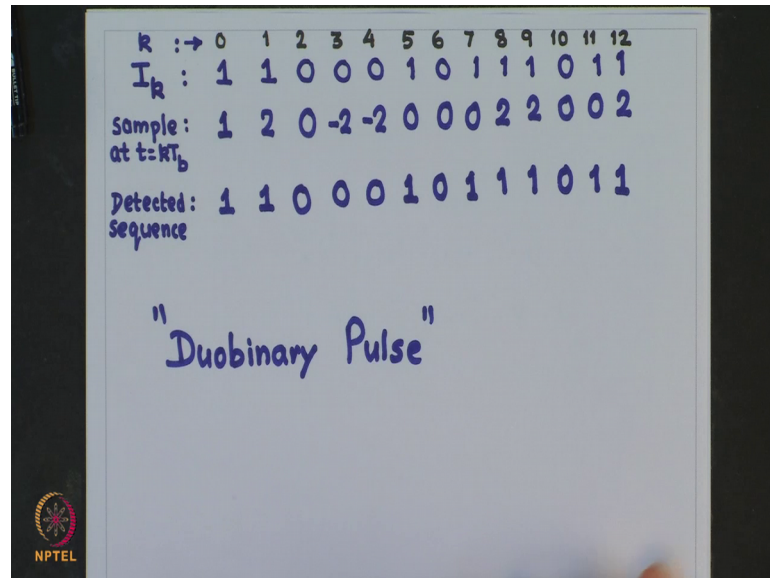 k :→ 0 1 2 3 4 5 6 7 8 9 10 11 12
I_k : 1 1 0 0 0 1 0 1 1 1 0 1 1
Sample : 1 2 0 -2 -2 0 0 0 2 2 0 0 2
at t=kT_b
Detected : 1 1 0 0 0 1 0 1 1 1 0 1 1
sequence
"Duobinary Pulse"
NPTEL